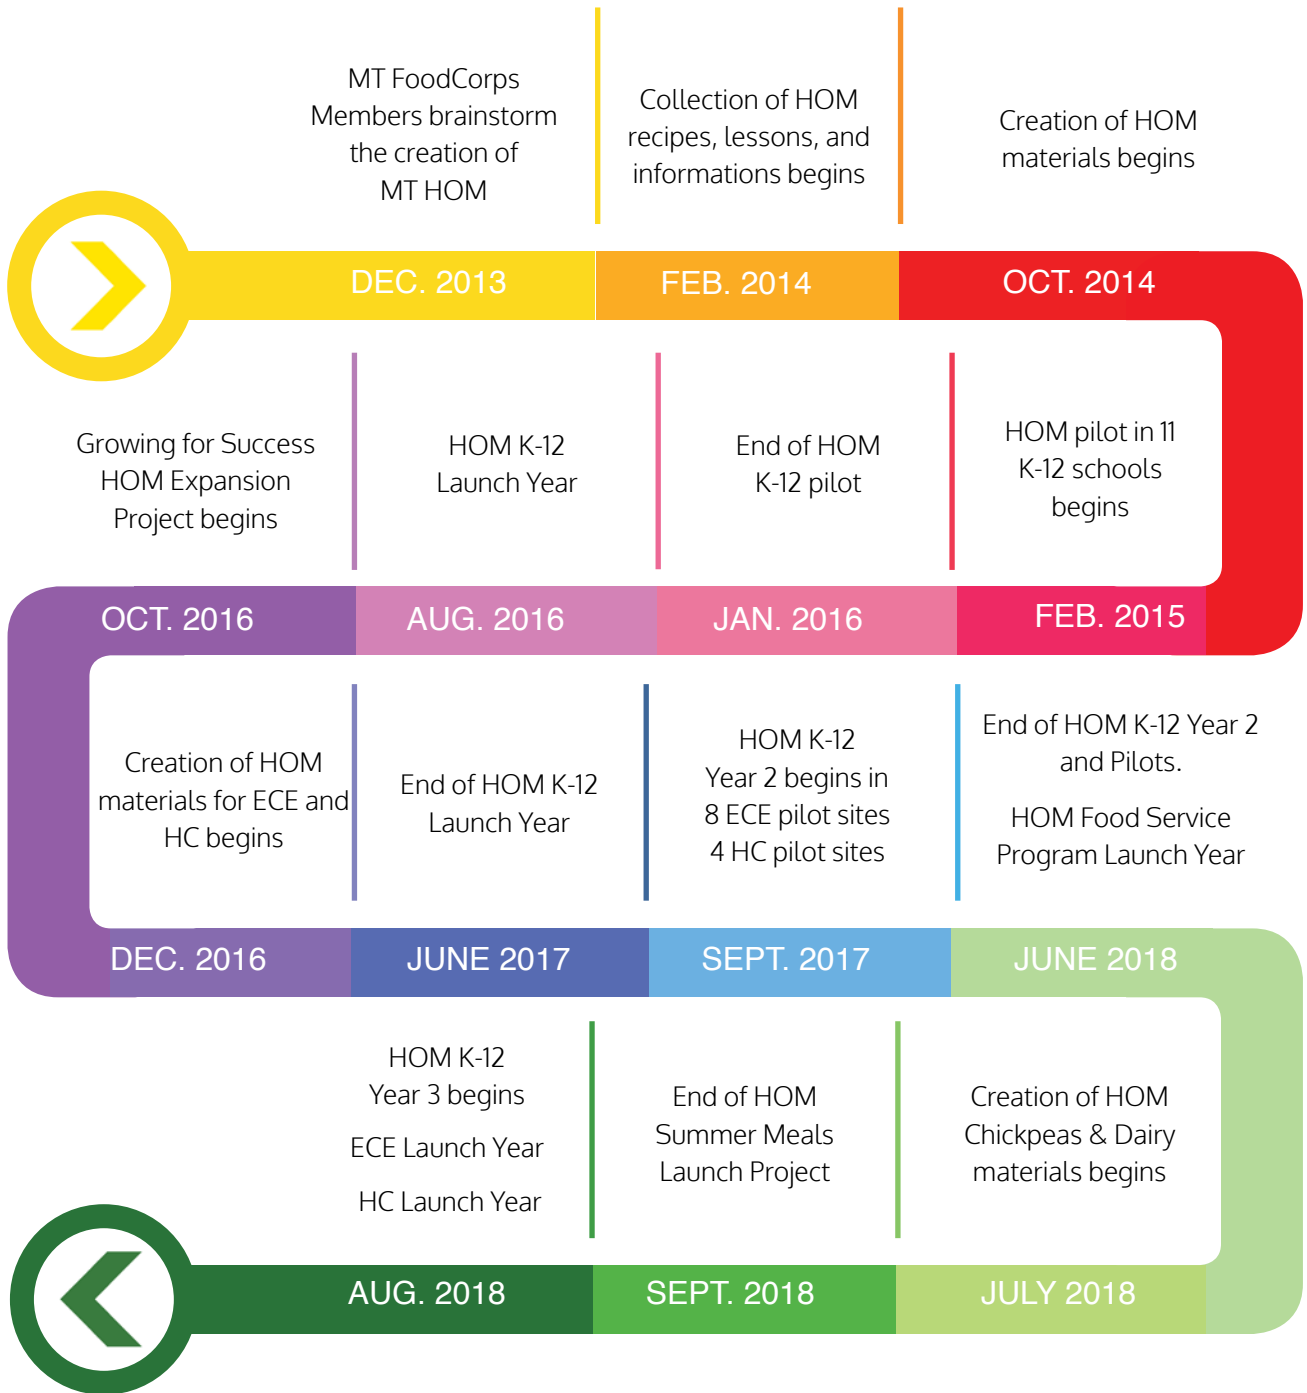 MT FoodCorps
Members brainstorm
the creation of
MT HOM
Collection of HOM
recipes, lessons, and
informations begins
Creation of HOM
materials begins
DEC. 2013
FEB. 2014
OCT. 2014
Growing for Success
HOM Expansion
Project begins
HOM K-12
Launch Year
End of HOM
K-12 pilot
HOM pilot in 11
K-12 schools
begins
OCT. 2016
AUG. 2016
JAN. 2016
FEB. 2015
Creation of HOM
materials for ECE and
HC begins
End of HOM K-12
Launch Year
HOM K-12
Year 2 begins in
8 ECE pilot sites
4 HC pilot sites
End of HOM K-12 Year 2
and Pilots.
HOM Food Service
Program Launch Year
DEC. 2016
JUNE 2017
SEPT. 2017
JUNE 2018
HOM K-12
Year 3 begins
ECE Launch Year
HC Launch Year
End of HOM
Summer Meals
Launch Project
Creation of HOM
Chickpeas & Dairy
materials begins
AUG. 2018
SEPT. 2018
JULY 2018